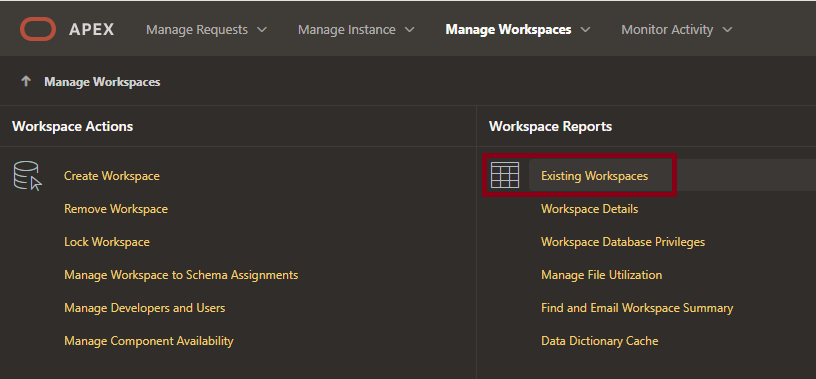 APEX Manage Requests Manage Instance Manage Workspaces Monitor Activity
Manage Workspaces
Workspace Actions
Create Workspace
Remove Workspace
Lock Workspace
Manage Workspace to Schema Assignments
Manage Developers and Users
Manage Component Availability
Workspace Reports
Existing Workspaces
Workspace Details
Workspace Database Privileges
Manage File Utilization
Find and Email Workspace Summary
Data Dictionary Cache